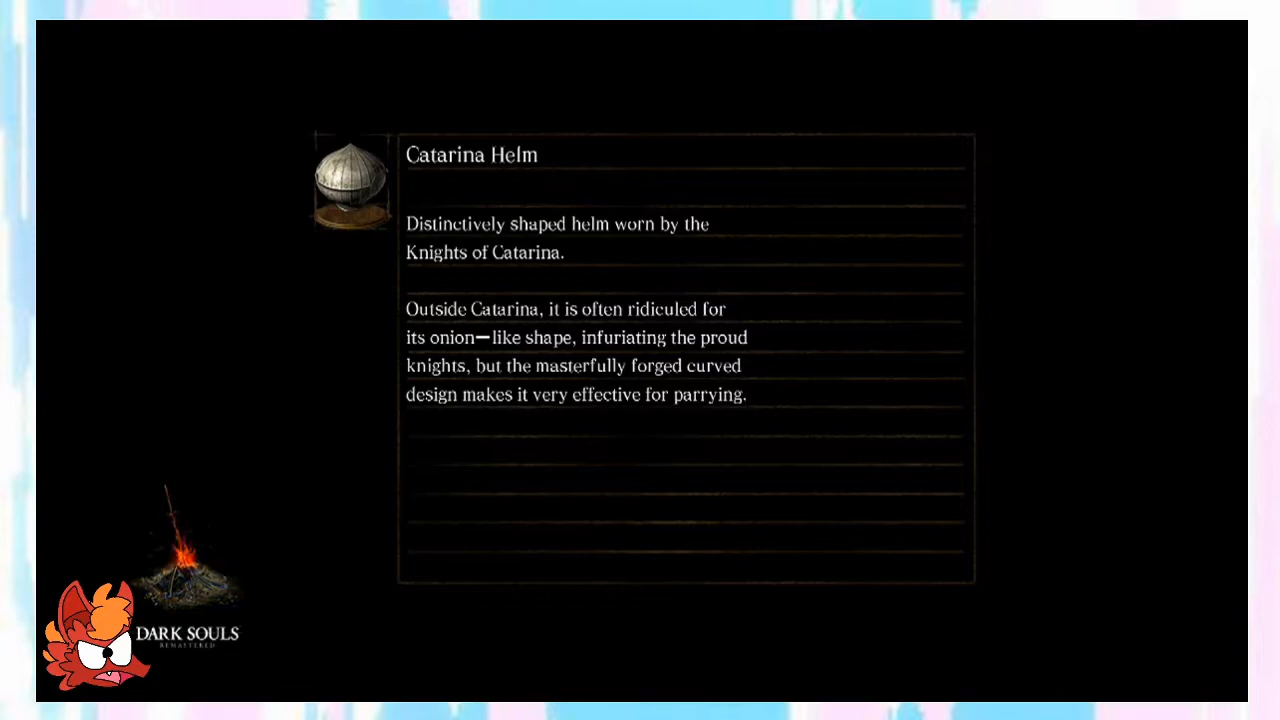 Catarina Helm
Distinctively shaped helm worn by the
Knights of Catarina.
Outside Catarina, it is often ridiculed for
its onion—like shape, infuriating the proud
knights, but the masterfully forged curved
design makes it very effective for parrying.
DARK SOULS
REMASTERED